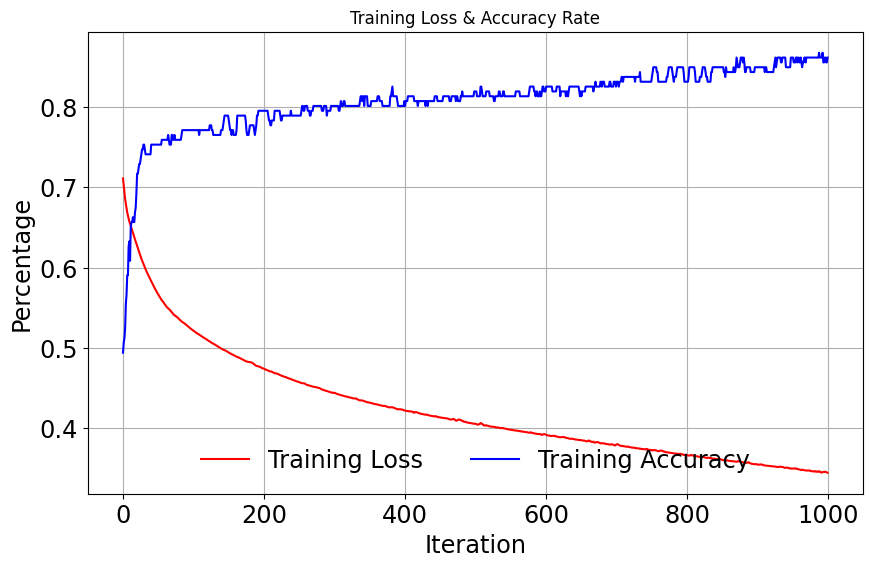 Training Loss & Accuracy Rate
Percentage
0.8
0.7
0.6
0.5
0.4
Training Loss Training Accuracy
0 200 400 600 800 1000
Iteration